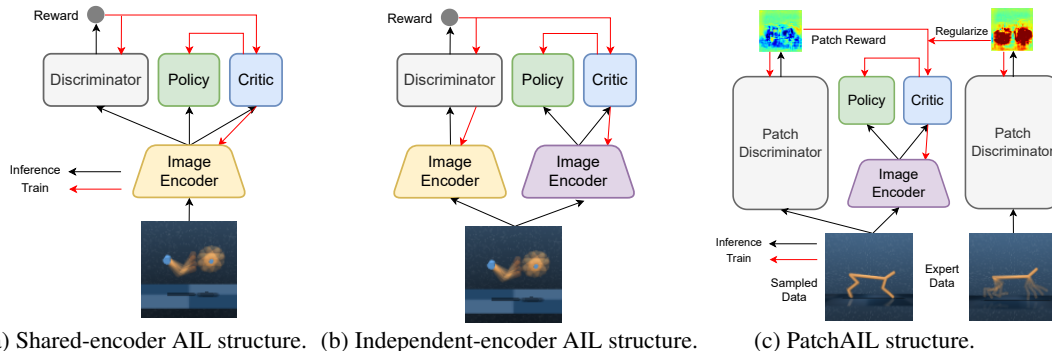 Reward
Discriminator
Policy
Critic
Image
Encoder
Inference
Train
) Shared-encoder AIL structure.
Reward
Discriminator
Policy
Critic
Image
Encoder
Image
Encoder
(b) Independent-encoder AIL structure.
Patch Reward
Regularize
Patch
Discriminator
Policy
Critic
Patch
Discriminator
Image
Encoder
Inference
Train
Sampled
Data
Expert
Data
(c) PatchAIL structure.